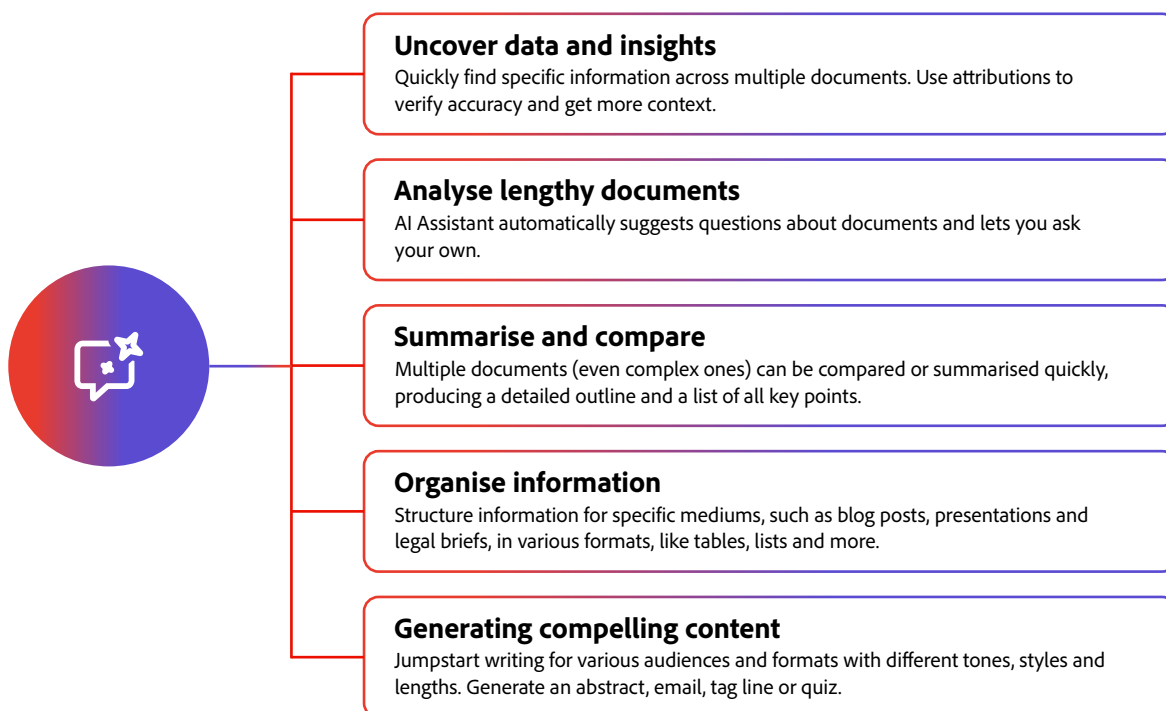 Uncover data and insights
Quickly find specific information across multiple documents. Use attributions to
verify accuracy and get more context.
Analyse lengthy documents
AI Assistant automatically suggests questions about documents and lets you ask
your own.
Summarise and compare
Multiple documents (even complex ones) can be compared or summarised quickly,
producing a detailed outline and a list of all key points.
Organise information
Structure information for specific mediums, such as blog posts, presentations and
legal briefs, in various formats, like tables, lists and more.
Generating compelling content
Jumpstart writing for various audiences and formats with different tones, styles and
lengths. Generate an abstract, email, tag line or quiz.